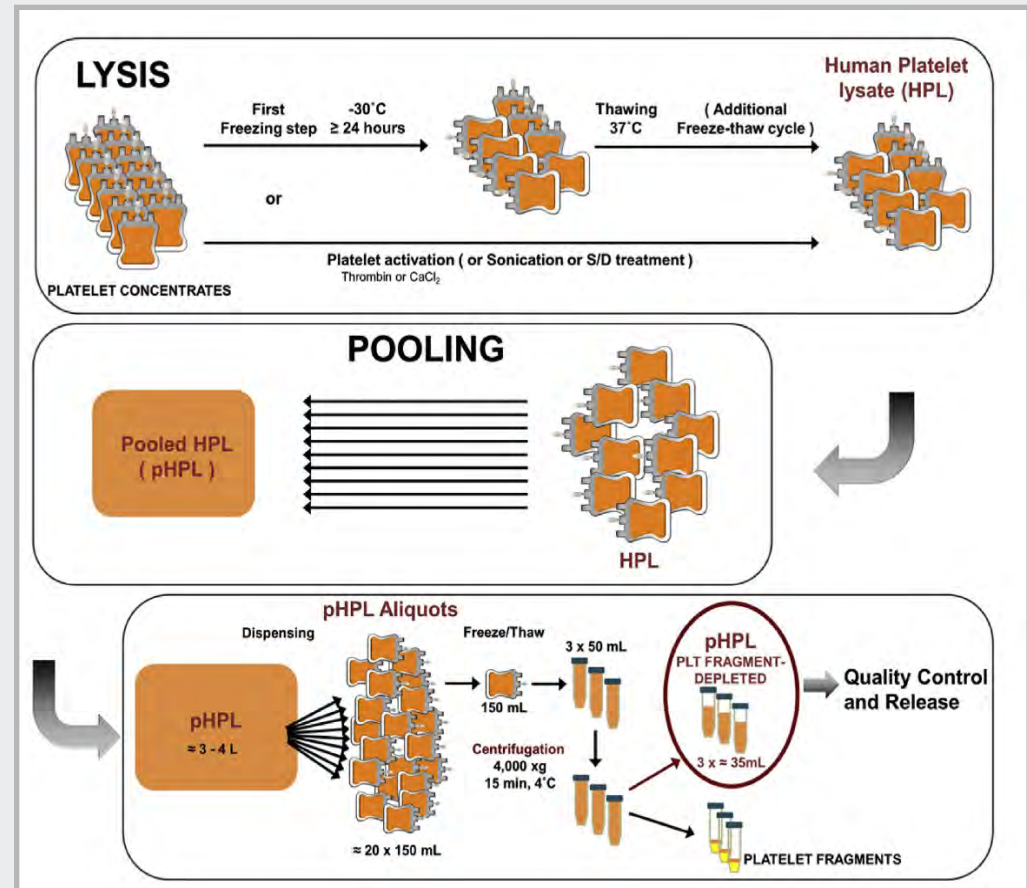 LYSIS
First
Freezing step
-30°C
≥ 24 hours
Thawing
37°C
( Additional
Freeze-thaw cycle )
Human Platelet
lysate (HPL)
or
Platelet activation ( or Sonication or S/D treatment )
Thrombin or CaCl₂
PLATELET CONCENTRATES
POOLING
Pooled HPL
( pHPL )
HPL
pHPL Aliquots
Dispensing
Freeze/Thaw
3 x 50 mL
150 mL
pHPL
≈ 3 - 4 L
Centrifugation
4,000 xg
15 min, 4°C
≈ 20 x 150 mL
pHPL
PLT FRAGMENT-
DEPLETED
3 x ≈ 35mL
Quality Control
and Release
PLATELET FRAGMENTS